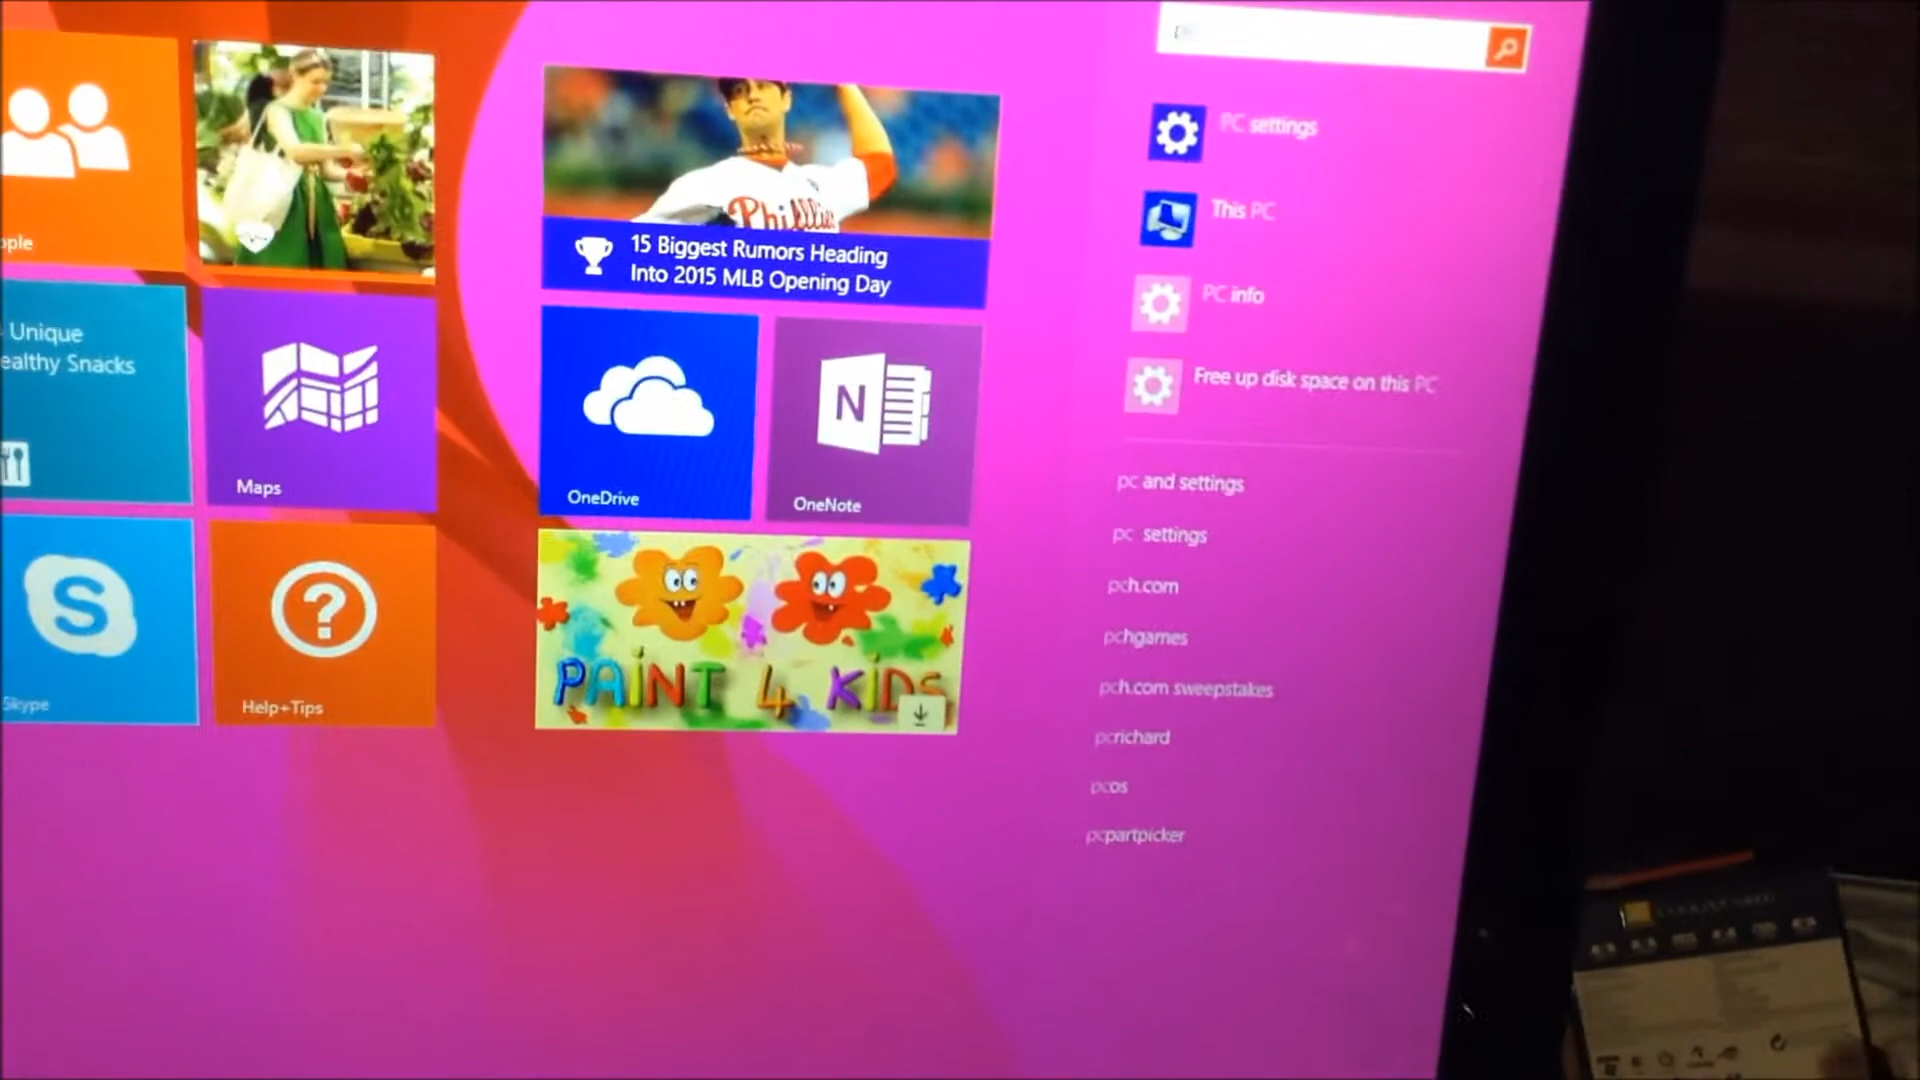 Phillies
15 Biggest Rumors Heading
Into 2015 MLB Opening Day
Unique
ealthy Snacks
Maps
OneDrive
N
OneNote
S
Skype
?
Help+Tips
PAiNT 4 KiDS
PC settings
This PC
PC info
Free up disk space on this PC
pc and settings
pc settings
pch.com
pchgames
pch.com sweepstakes
pcrichard
pcos
pcpartpicker